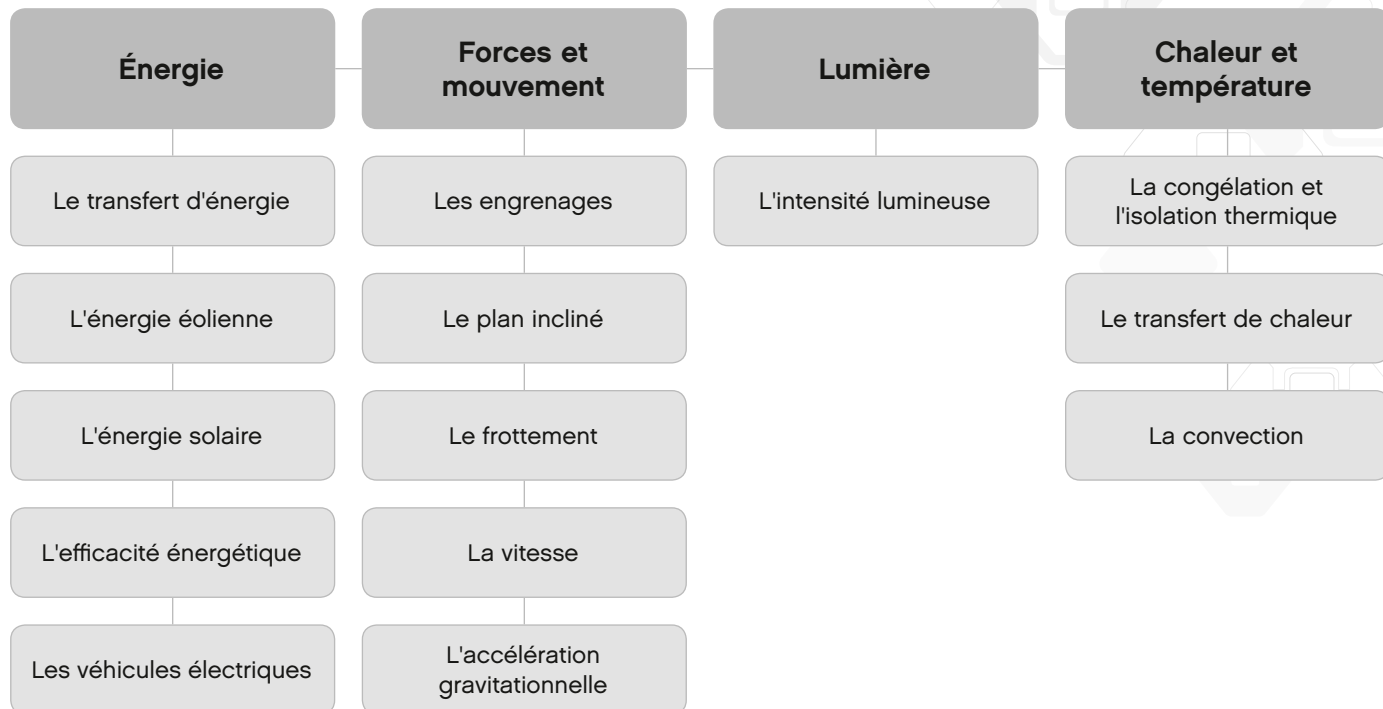 Énergie
Le transfert d'énergie
L'énergie éolienne
L'énergie solaire
L'efficacité énergétique
Les véhicules électriques
Forces et
mouvement
Les engrenages
Le plan incliné
Le frottement
La vitesse
L'accélération
gravitationnelle
Lumière
L'intensité lumineuse
Chaleur et
température
La congélation et
l'isolation thermique
Le transfert de chaleur
La convection